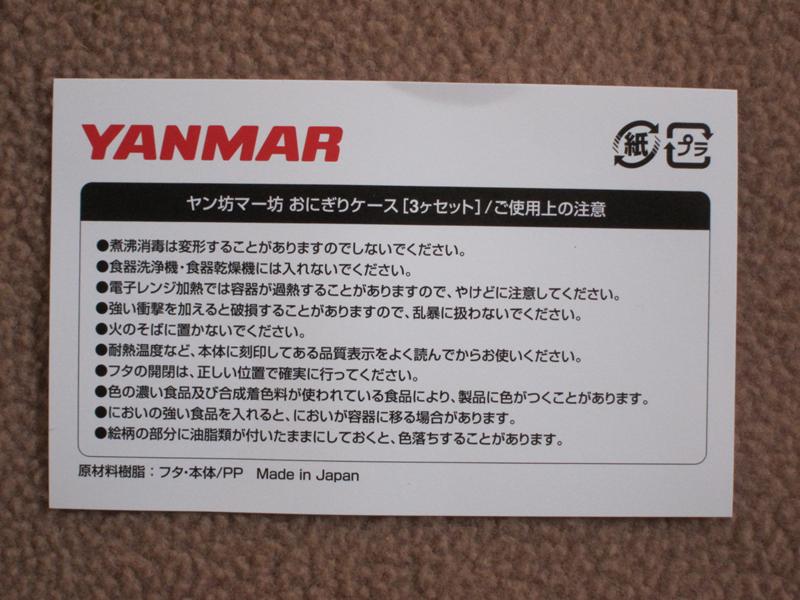 YANMAR
紙 プラ
ヤン坊マー坊 おにぎりケース[3ヶセット]/ご使用上の注意
●煮沸消毒は変形することがありますのでしないでください。
●食器洗浄機・食器乾燥機には入れないでください。
●電子レンジ加熱では容器が過熱することがありますので、やけどに注意してください。
●強い衝撃を加えると破損することがありますので、乱暴に扱わないでください。
●火のそばに置かないでください。
●耐熱温度など、本体に刻印してある品質表示をよく読んでからお使いください。
●フタの開閉は、正しい位置で確実に行ってください。
●色の濃い食品及び合成着色料が使われている食品により、製品に色がつくことがあります。
●においの強い食品を入れると、においが容器に移る場合があります。
●絵柄の部分に油脂類が付いたままにしておくと、色落ちすることがあります。
原材料樹脂：フタ・本体/PP Made in Japan